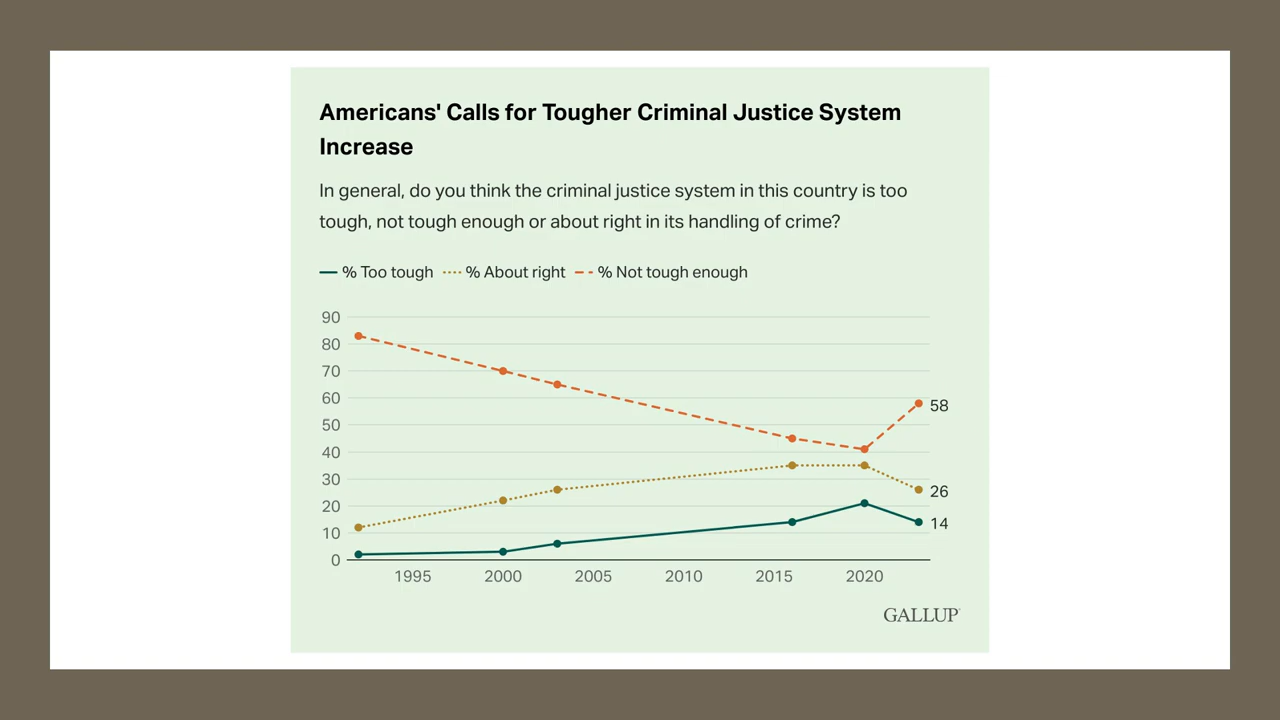 Americans' Calls for Tougher Criminal Justice System
Increase
In general, do you think the criminal justice system in this country is too
tough, not tough enough or about right in its handling of crime?
% Too tough % About right % Not tough enough
90
80
70
60
58
50
40
30
26
20
14
10
0
1995 2000 2005 2010 2015 2020
GALLUP